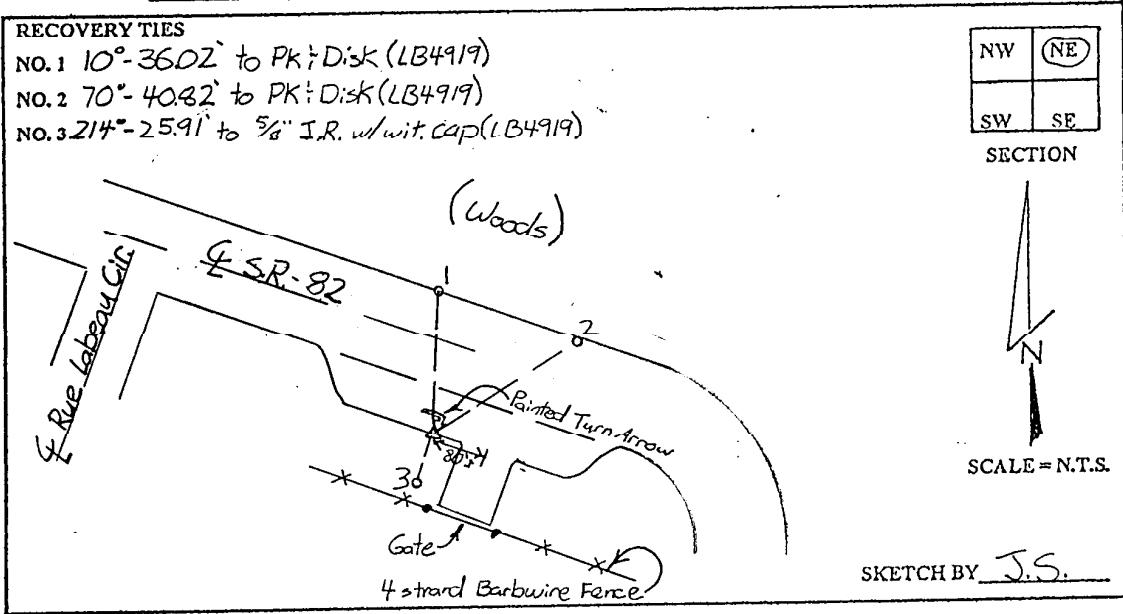 RECOVERY TIES
NO. 1 10°-36.02' to PK & Disk (LB4919)
NO. 2 70°-40.82' to PK & Disk (LB4919)
NO. 3 214°-25.91' to 5/8" I.R. w/wit. cap (LB4919)
NW NE
SW SE
SECTION
(Woods)
℄ S.R.-82
℄ Rue Labeau Cir.
1
2
Painted Turn Arrow
80'±
3
Gate
4 strand Barbwire Fence
N
SCALE = N.T.S.
SKETCH BY J.S.